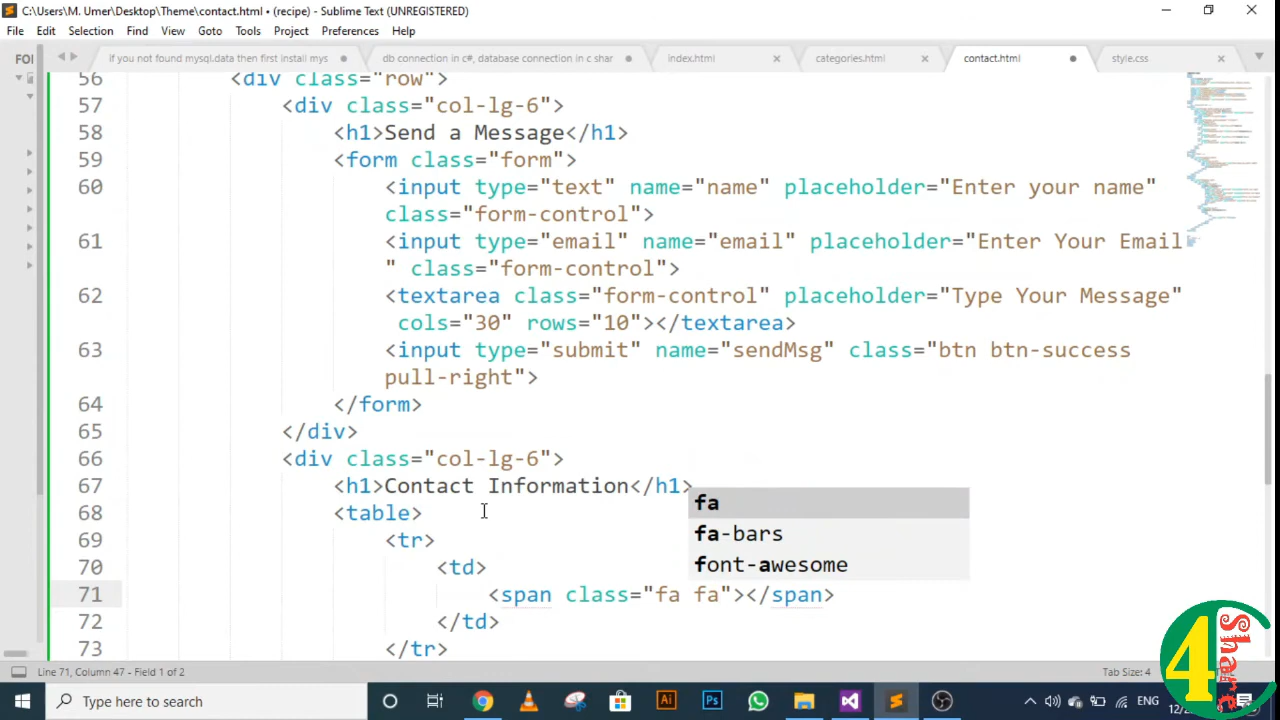 C:\Users\M. Umer\Desktop\Theme\contact.html • (recipe) - Sublime Text (UNREGISTERED)
File Edit Selection Find View Goto Tools Project Preferences Help
FOL
if you not found mysql.data then first install mys
db connection in c#, database connection in c shar
index.html
categories.html
contact.html
style.css
56 <div class="row">
57 <div class="col-lg-6">
58 <h1>Send a Message</h1>
59 <form class="form">
60 <input type="text" name="name" placeholder="Enter your name"
class="form-control">
61 <input type="email" name="email" placeholder="Enter Your Email
" class="form-control">
62 <textarea class="form-control" placeholder="Type Your Message"
cols="30" rows="10"></textarea>
63 <input type="submit" name="sendMsg" class="btn btn-success
pull-right">
64 </form>
65 </div>
66 <div class="col-lg-6">
67 <h1>Contact Information</h1>
68 <table>
69 <tr>
70 <td>
71 <span class="fa fa"></span>
72 </td>
73 </tr>
fa
fa-bars
font-awesome
Line 71, Column 47 - Field 1 of 2
Tab Size: 4
4 Share
Type here to search
Ai
Ps
ENG